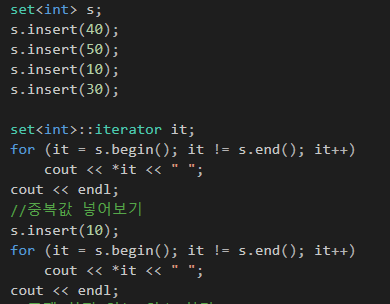 set<int> s;
s.insert(40);
s.insert(50);
s.insert(10);
s.insert(30);
set<int>::iterator it;
for (it = s.begin(); it != s.end(); it++)
cout << *it << " ";
cout << endl;
//중복값 넣어보기
s.insert(10);
for (it = s.begin(); it != s.end(); it++)
cout << *it << " ";
cout << endl;